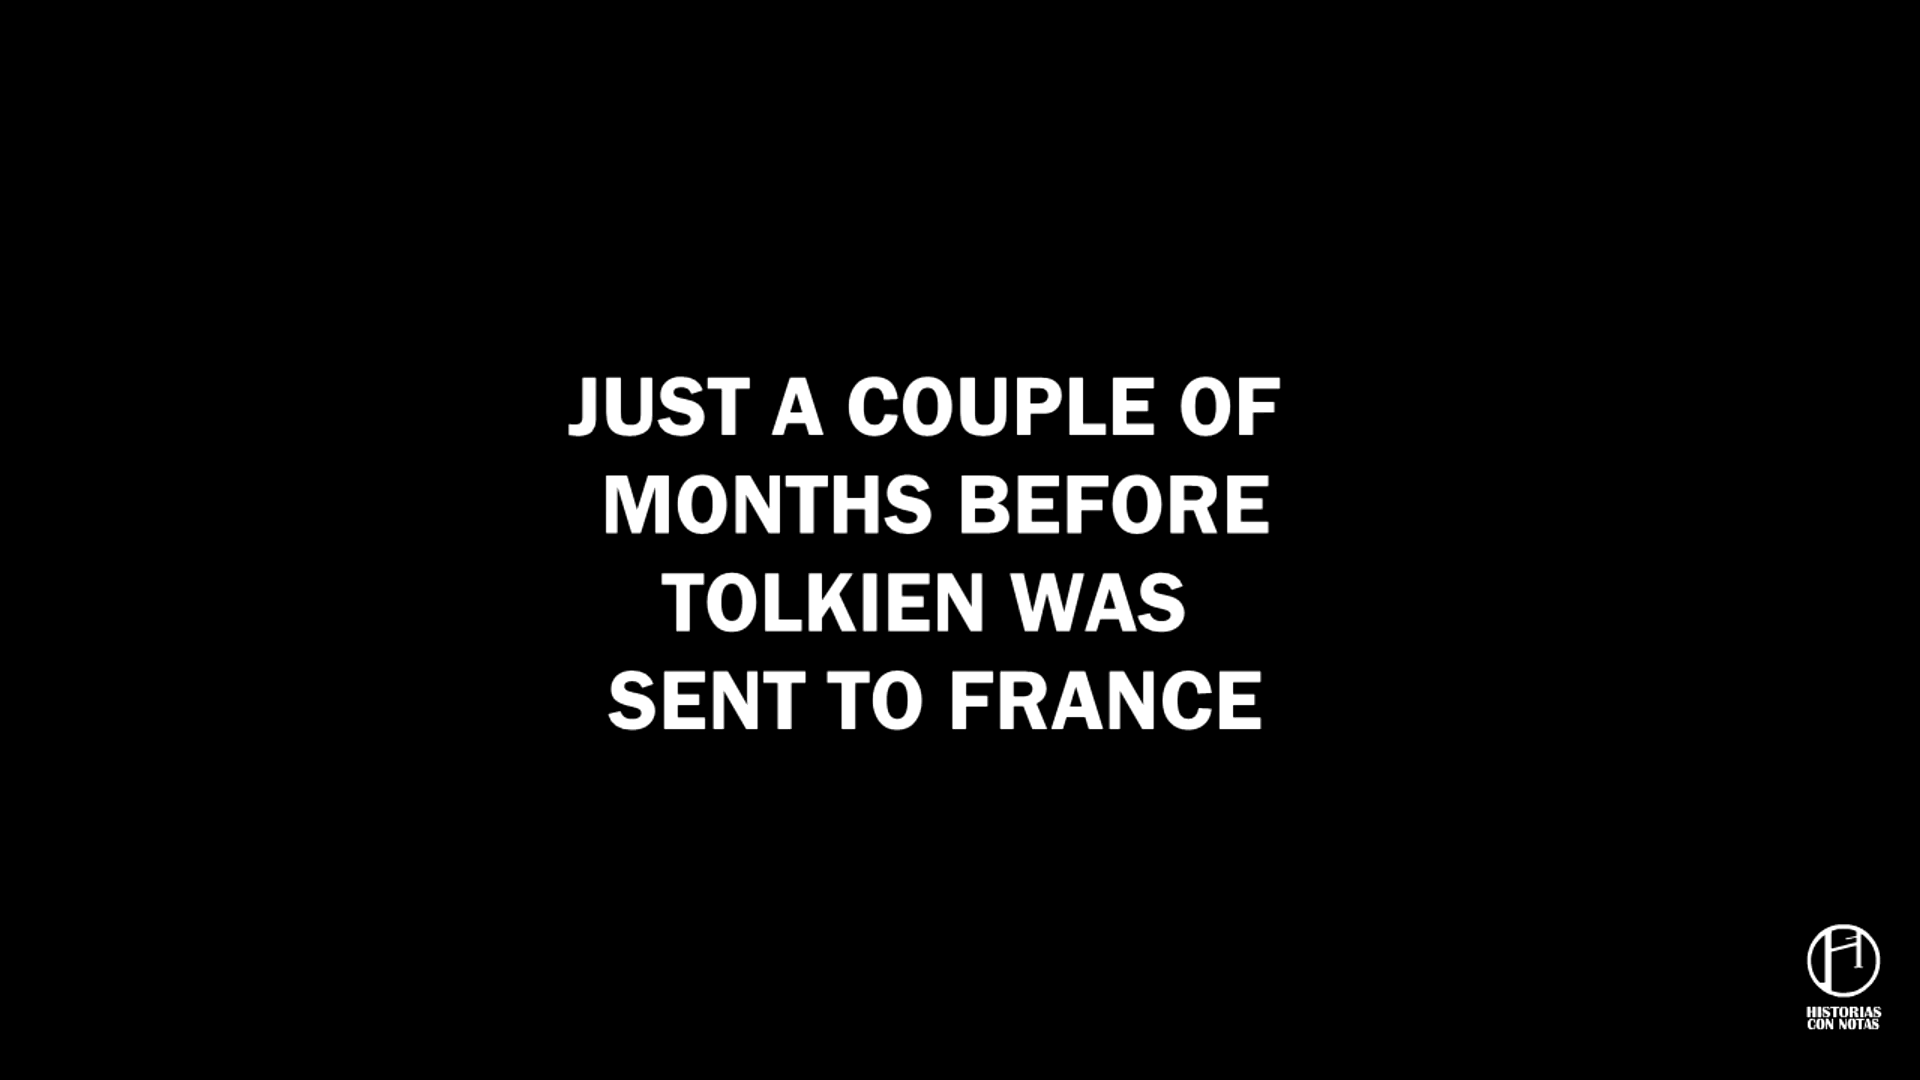 JUST A COUPLE OF
MONTHS BEFORE
TOLKIEN WAS
SENT TO FRANCE
HISTORIAS
CON NOTAS